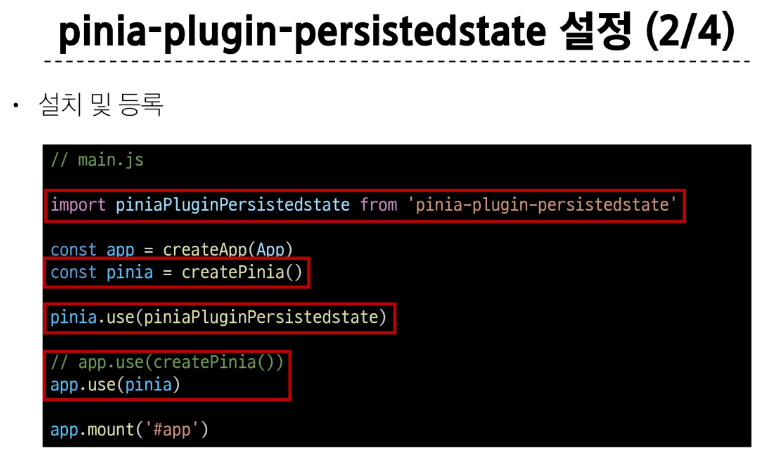 pinia-plugin-persistedstate 설정 (2/4)
• 설치 및 등록
// main.js
import piniaPluginPersistedstate from 'pinia-plugin-persistedstate'
const app = createApp(App)
const pinia = createPinia()
pinia.use(piniaPluginPersistedstate)
// app.use(createPinia())
app.use(pinia)
app.mount('#app')